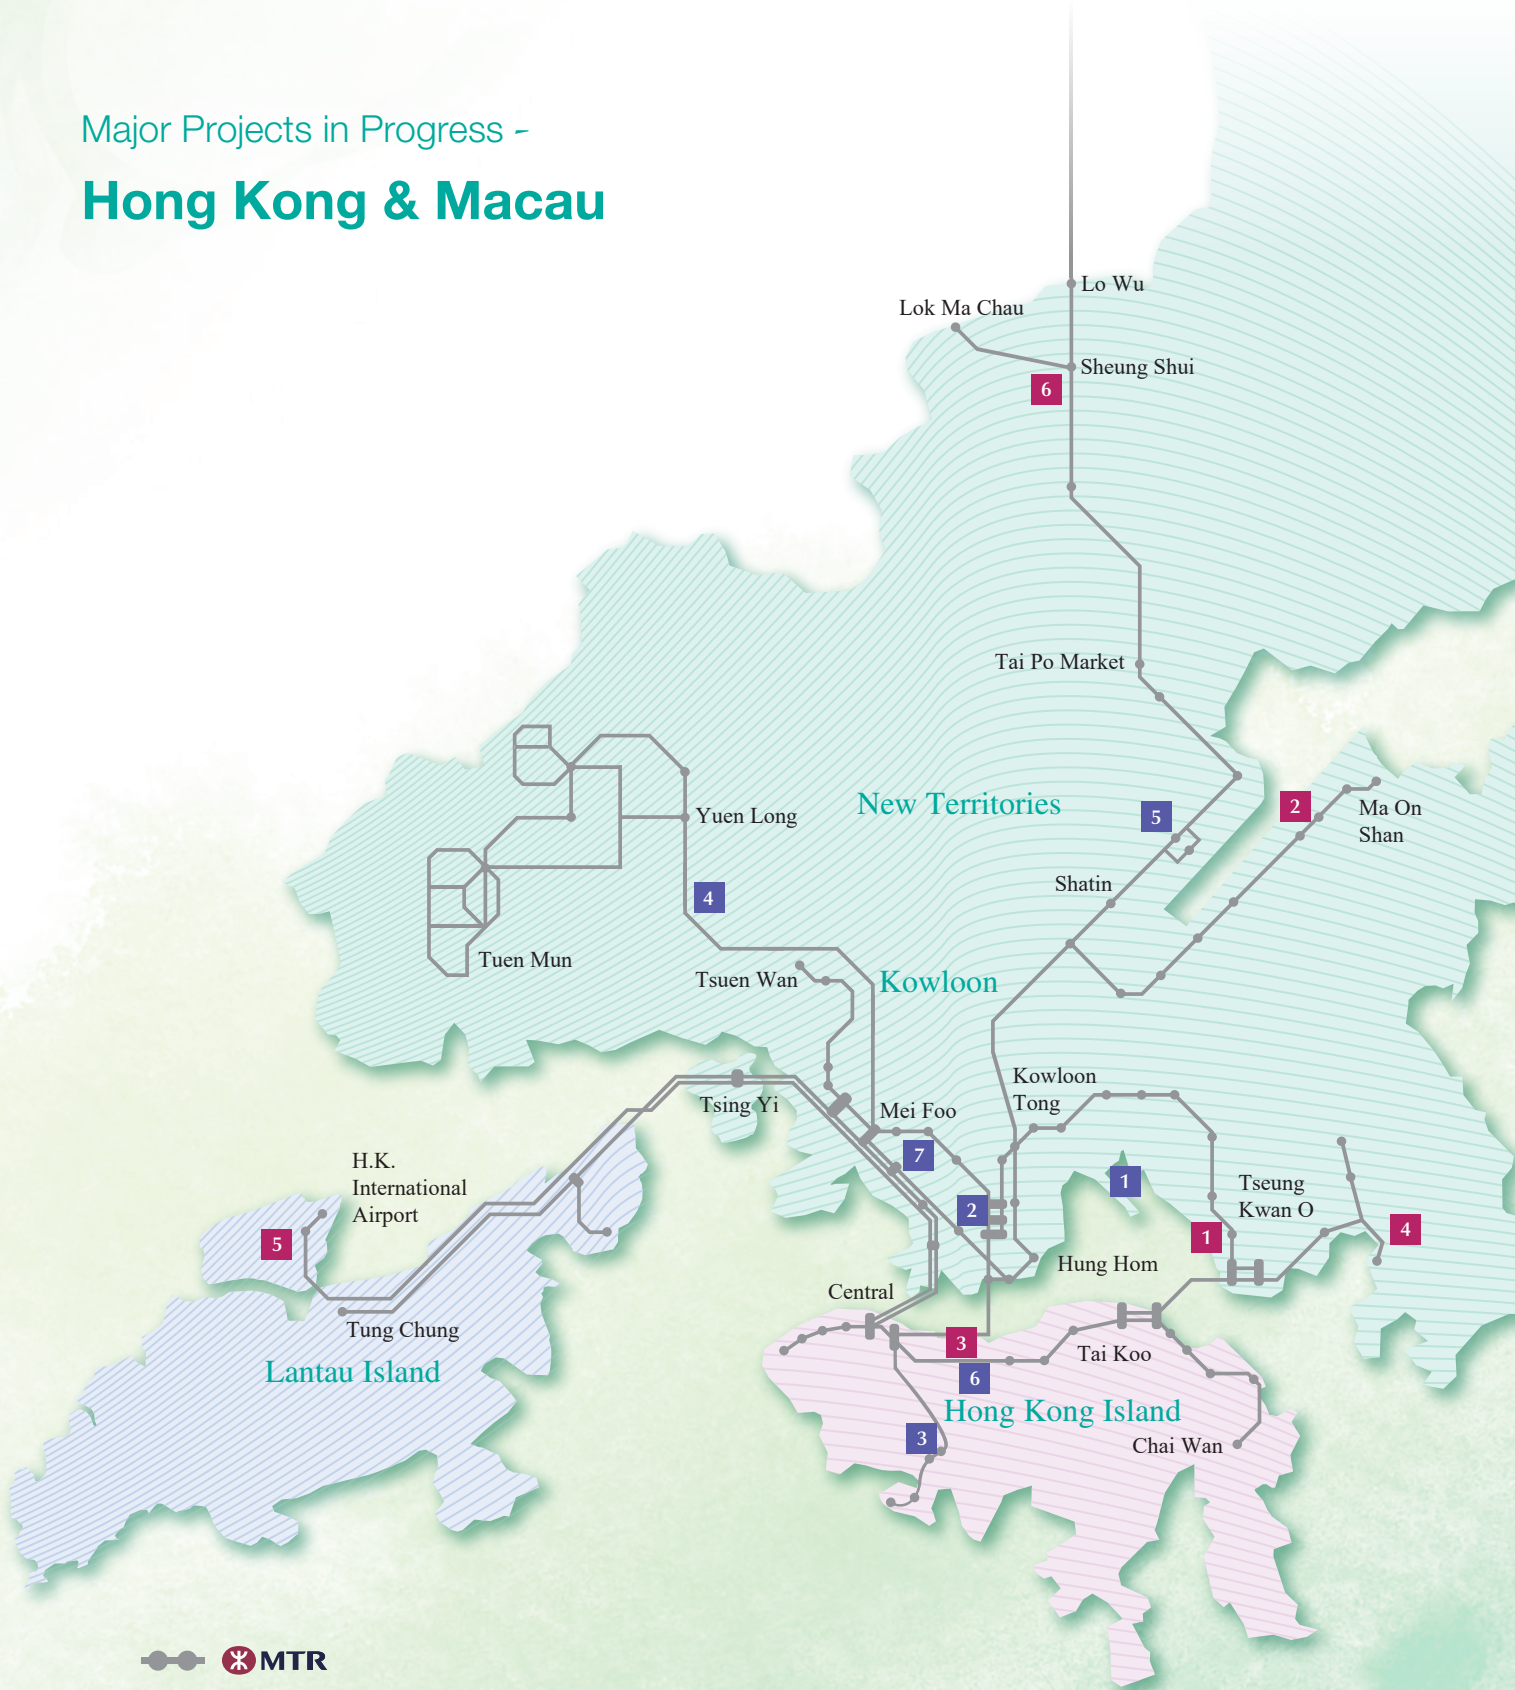 Major Projects in Progress -
Hong Kong & Macau
Lo Wu
Lok Ma Chau
Sheung Shui
6
Tai Po Market
New Territories
5
2
Ma On
Shan
Yuen Long
Shatin
4
Tuen Mun
Tsuen Wan
Kowloon
Kowloon
Tong
Tsing Yi
Mei Foo
7
H.K.
International
Airport
1
Tseung
Kwan O
2
5
1
4
Hung Hom
Central
Tung Chung
3
Tai Koo
Lantau Island
6
Hong Kong Island
3
Chai Wan
MTR